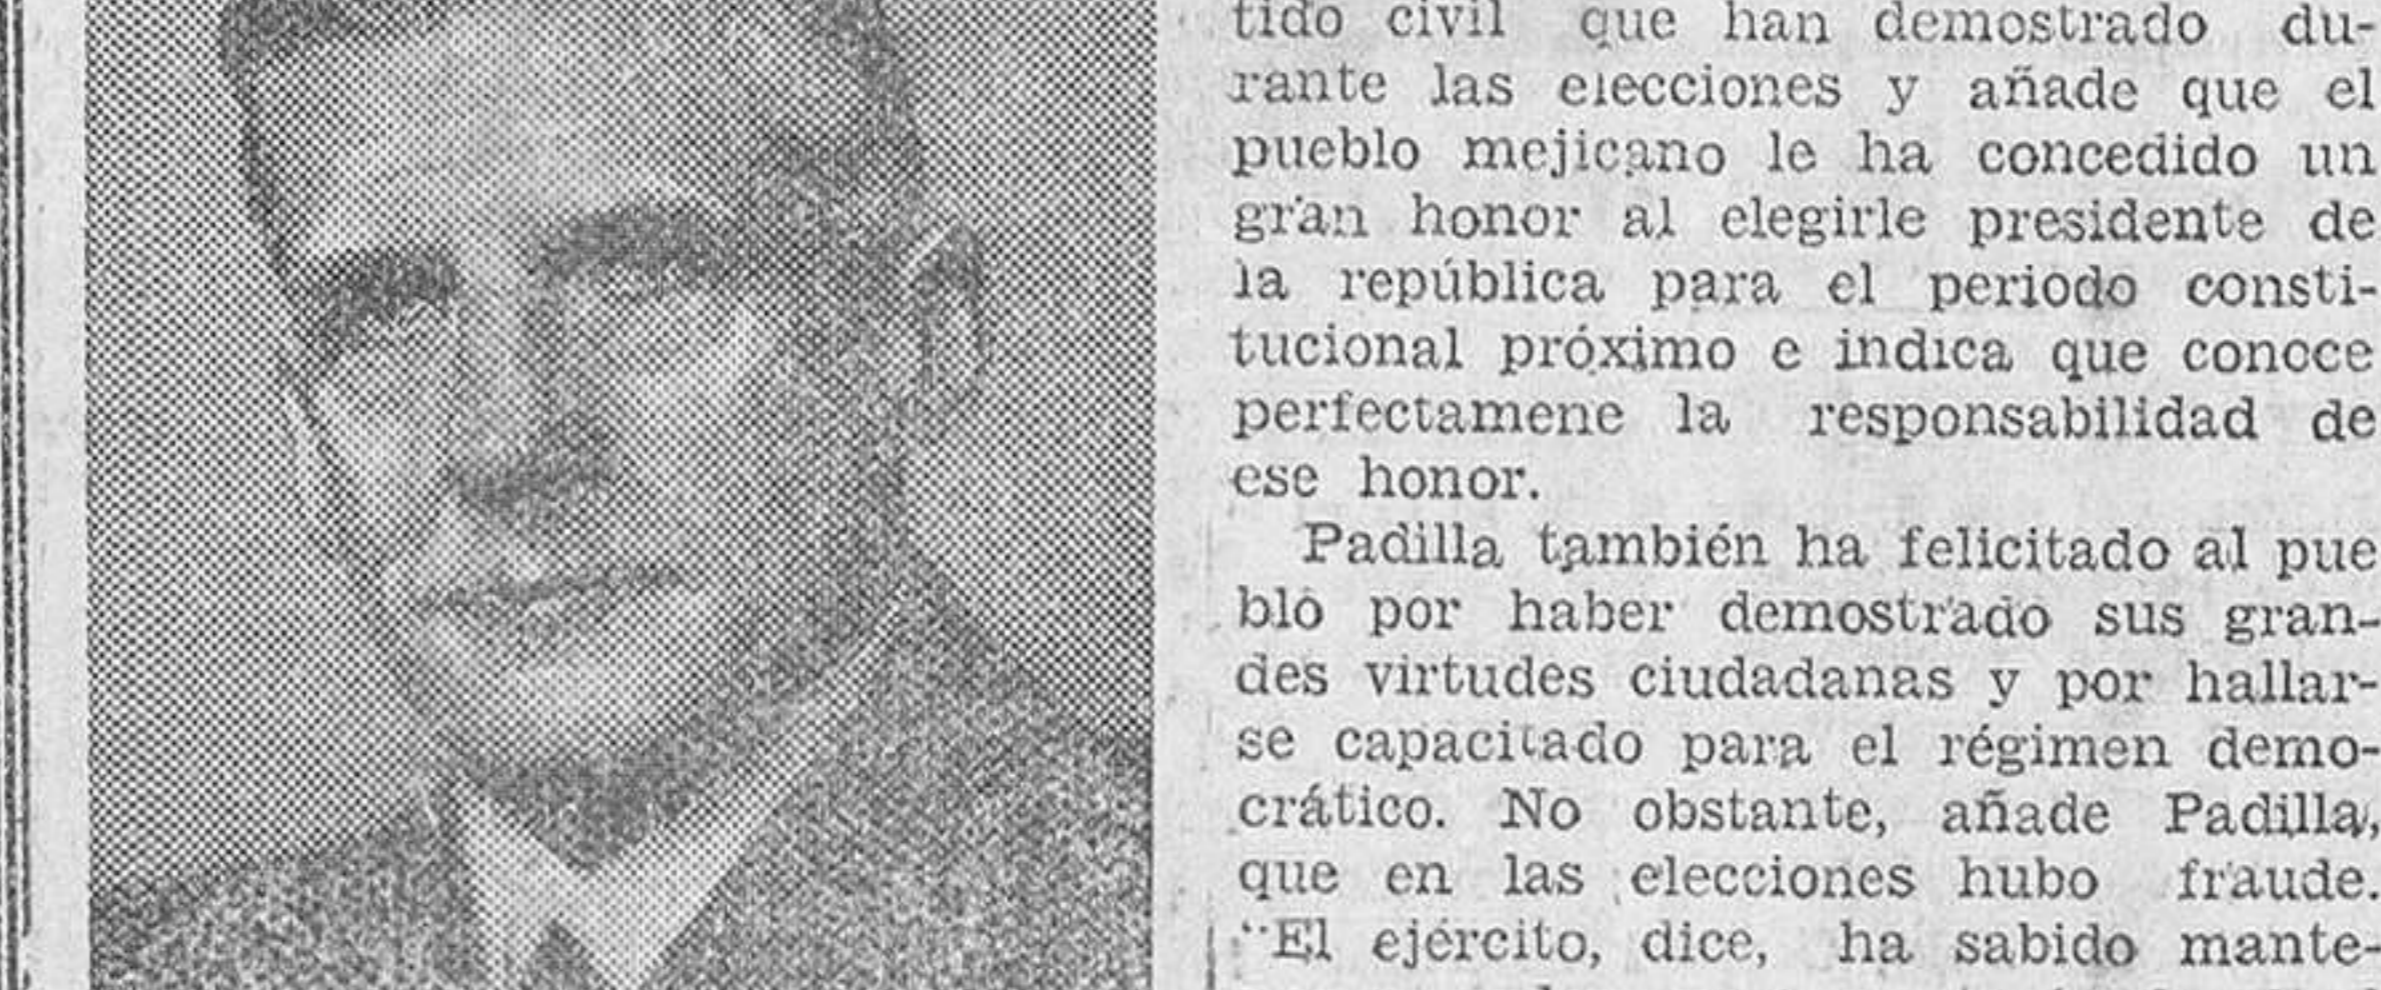 tido civil que han demostrado du-
rante las elecciones y añade que el
pueblo mejicano le ha concedido un
gran honor al elegirle presidente de
la república para el periodo consti-
tucional próximo e indica que conoce
perfectamene la responsabilidad de
ese honor.
Padilla también ha felicitado al pue
blo por haber demostrado sus gran-
des virtudes ciudadanas y por hallar-
se capacitado para el régimen demo-
crático. No obstante, añade Padilla,
que en las elecciones hubo fraude.
"El ejército, dice, ha sabido mante-